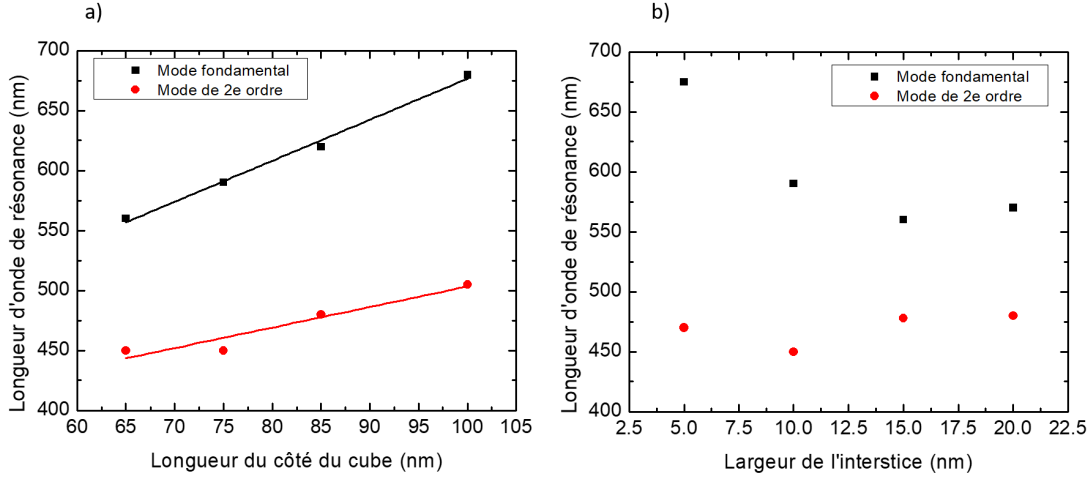 a)
700
650
600
550
500
450
400
Longueur d'onde de résonance (nm)
Mode fondamental
Mode de 2e ordre
60 65 70 75 80 85 90 95 100 105
Longueur du côté du cube (nm)
b)
700
650
600
550
500
450
400
Longueur d'onde de résonance (nm)
Mode fondamental
Mode de 2e ordre
2.5 5.0 7.5 10.0 12.5 15.0 17.5 20.0 22.5
Largeur de l'interstice (nm)